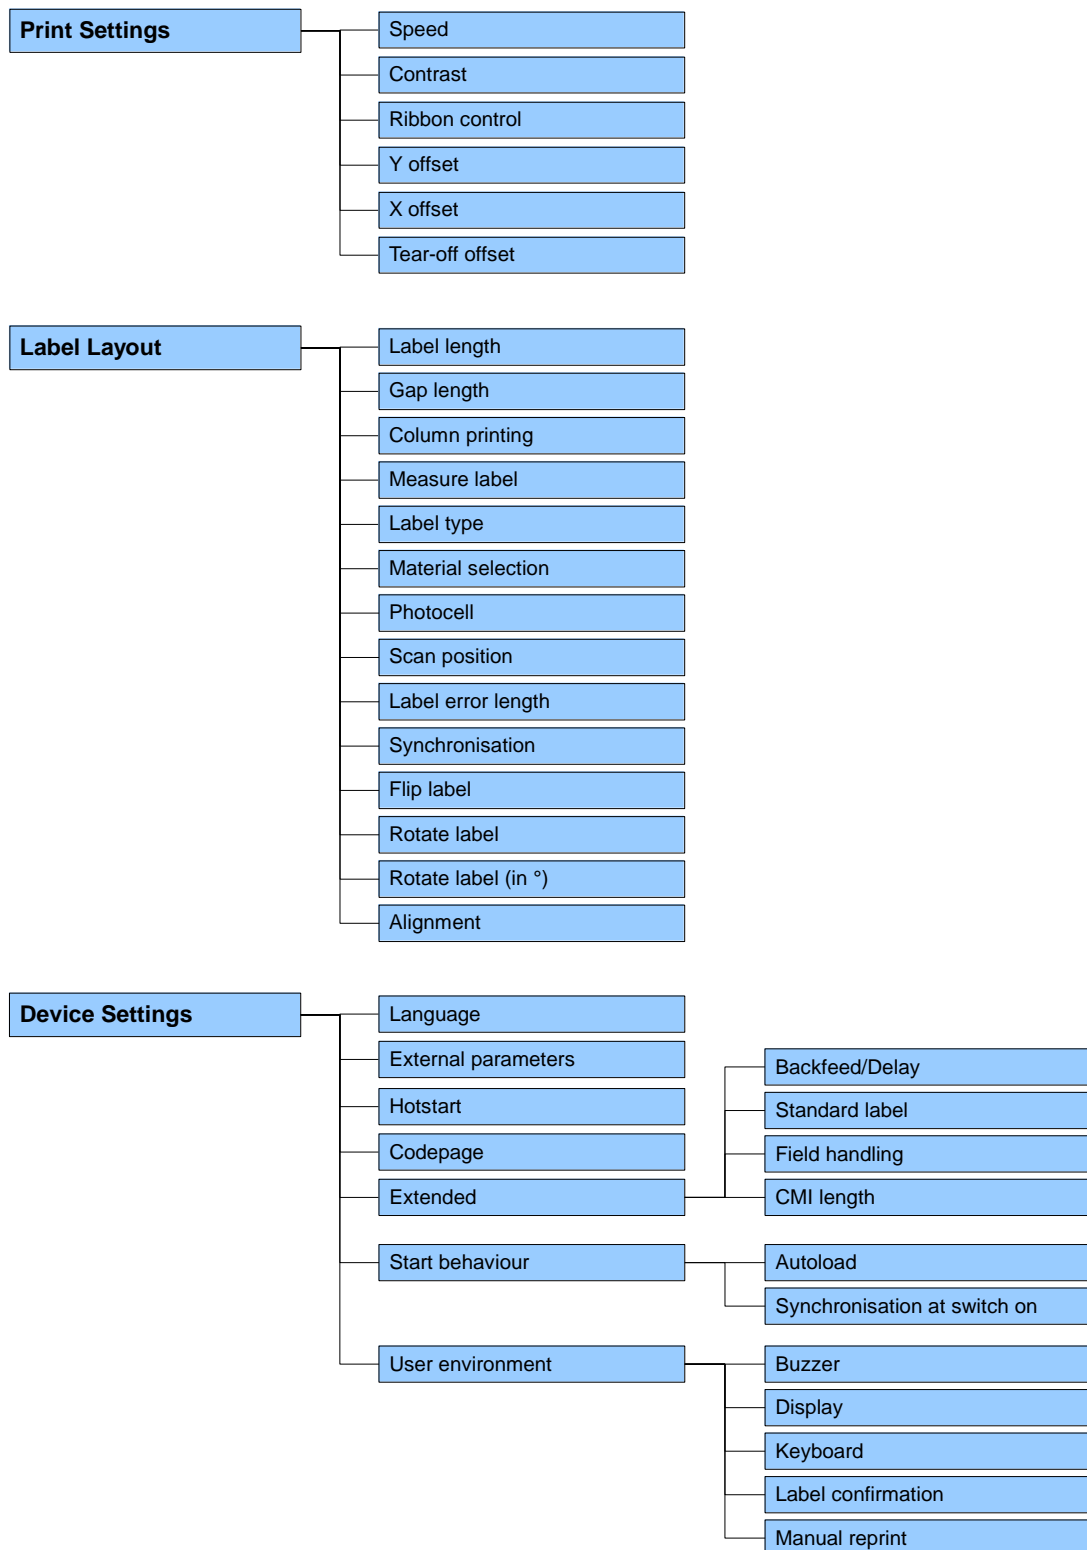 Print Settings
Speed
Contrast
Ribbon control
Y offset
X offset
Tear-off offset
Label Layout
Label length
Gap length
Column printing
Measure label
Label type
Material selection
Photocell
Scan position
Label error length
Synchronisation
Flip label
Rotate label
Rotate label (in °)
Alignment
Device Settings
Language
External parameters
Hotstart
Codepage
Extended
Backfeed/Delay
Standard label
Field handling
CMI length
Start behaviour
Autoload
Synchronisation at switch on
User environment
Buzzer
Display
Keyboard
Label confirmation
Manual reprint